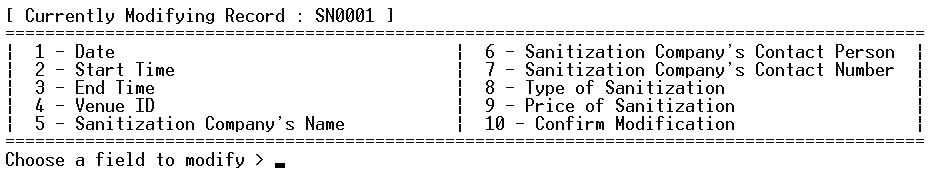 [ Currently Modifying Record : SN0001 ]
============================================================================================
|  1 - Date                                  |  6 - Sanitization Company's Contact Person  |
|  2 - Start Time                            |  7 - Sanitization Company's Contact Number  |
|  3 - End Time                              |  8 - Type of Sanitization                   |
|  4 - Venue ID                              |  9 - Price of Sanitization                  |
|  5 - Sanitization Company's Name           |  10 - Confirm Modification                  |
============================================================================================
Choose a field to modify > _